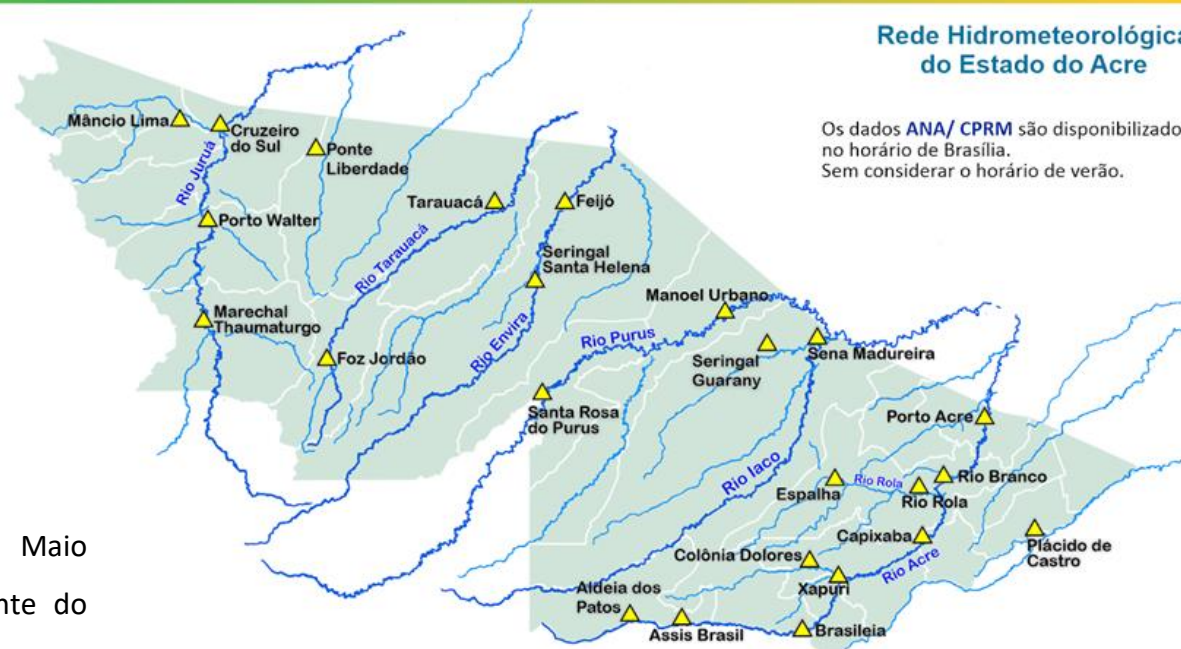 Rede Hidrometeorológica
do Estado do Acre
Os dados ANA/ CPRM são disponibilizado
no horário de Brasília.
Sem considerar o horário de verão.
Mâncio Lima
Cruzeiro
do Sul
Ponte
Liberdade
Rio Juruá
Porto Walter
Tarauacá
Feijó
Rio Tarauacá
Seringal
Santa Helena
Marechal
Thaumaturgo
Foz Jordão
Rio Envira
Manoel Urbano
Rio Purus
Seringal
Guarany
Sena Madureira
Santa Rosa
do Purus
Porto Acre
Rio Iaco
Espalha
Rio Rola
Rio Rola
Rio Branco
Capixaba
Plácido de
Castro
Colônia Dolores
Rio Acre
Xapuri
Aldeia dos
Patos
Assis Brasil
Brasileia
Maio
nte do